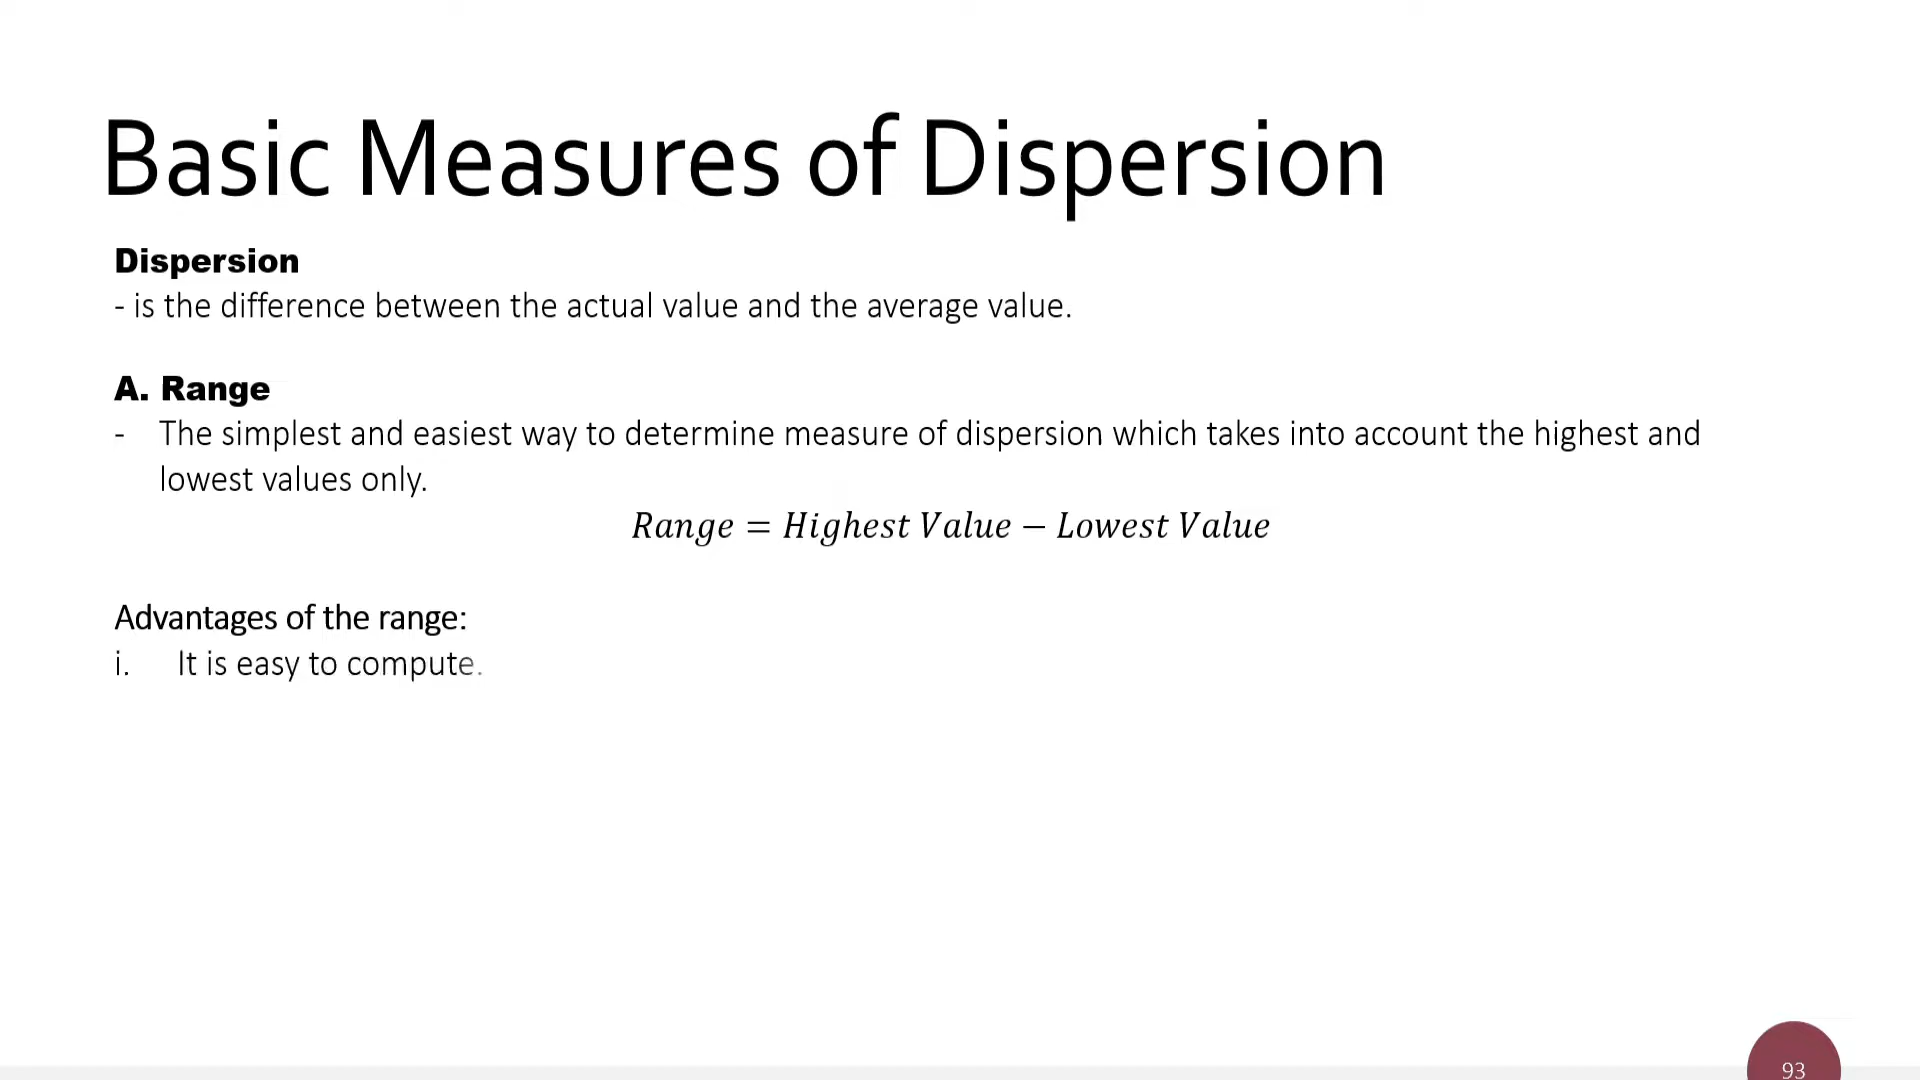 Basic Measures of Dispersion
Dispersion
- is the difference between the actual value and the average value.
A. Range
- The simplest and easiest way to determine measure of dispersion which takes into account the highest and
lowest values only.
Range = Highest Value − Lowest Value
Advantages of the range:
i. It is easy to compute.
93